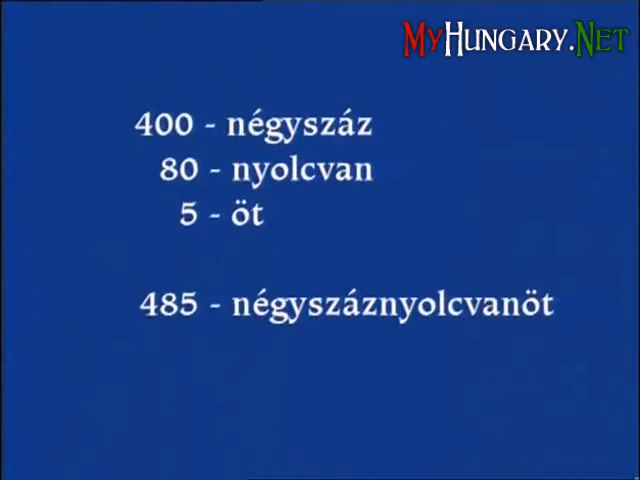 MyHungary.Net
400 - négyszáz
80 - nyolcvan
5 - öt
485 - négyszáznyolcvanöt